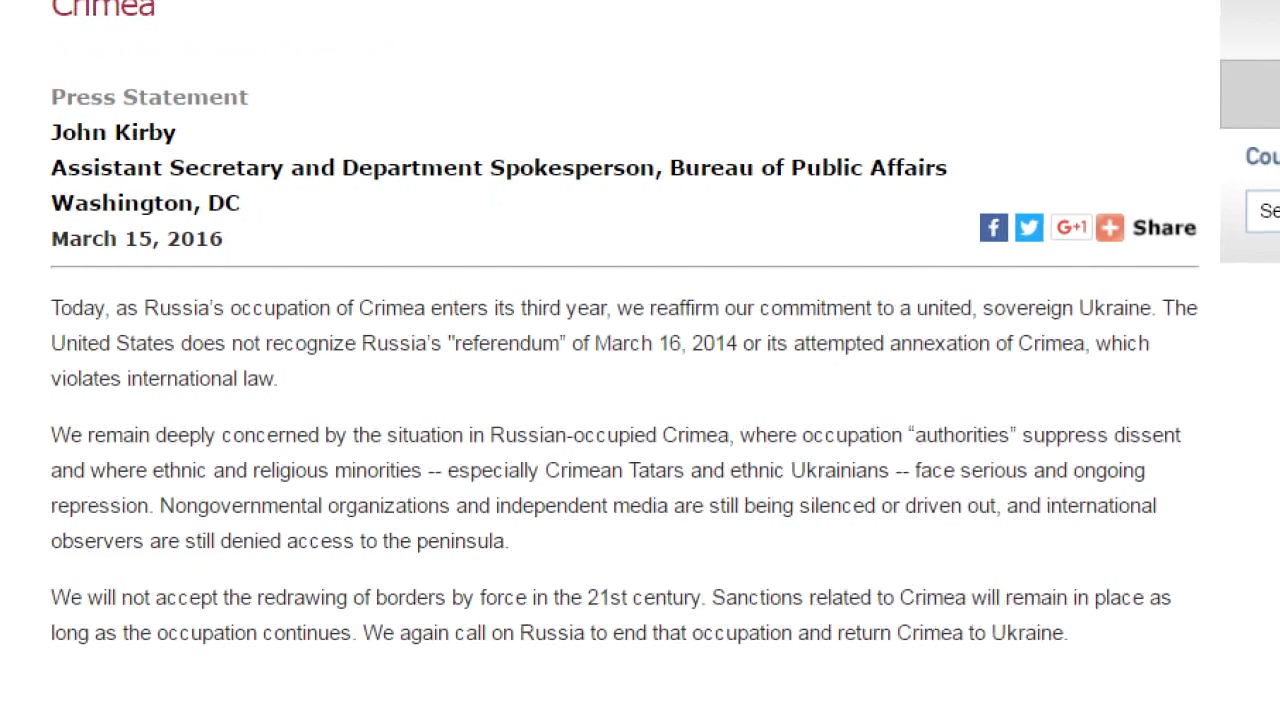 Crimea
Press Statement
John Kirby
Assistant Secretary and Department Spokesperson, Bureau of Public Affairs
Washington, DC
March 15, 2016
f G+1 + Share
Cou
Se
Today, as Russia’s occupation of Crimea enters its third year, we reaffirm our commitment to a united, sovereign Ukraine. The
United States does not recognize Russia’s "referendum” of March 16, 2014 or its attempted annexation of Crimea, which
violates international law.
We remain deeply concerned by the situation in Russian-occupied Crimea, where occupation “authorities” suppress dissent
and where ethnic and religious minorities -- especially Crimean Tatars and ethnic Ukrainians -- face serious and ongoing
repression. Nongovernmental organizations and independent media are still being silenced or driven out, and international
observers are still denied access to the peninsula.
We will not accept the redrawing of borders by force in the 21st century. Sanctions related to Crimea will remain in place as
long as the occupation continues. We again call on Russia to end that occupation and return Crimea to Ukraine.